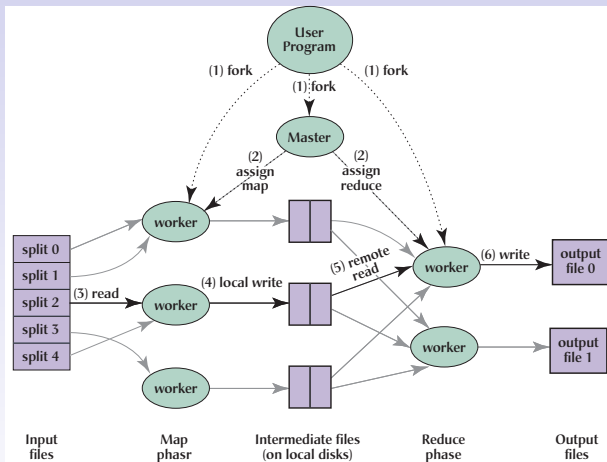 User
Program
(1) fork
(1) fork
(1) fork
Master
(2)
assign
map
(2)
assign
reduce
worker
split 0
split 1
split 2
split 3
split 4
(3) read
worker
(4) local write
(5) remote
read
worker
(6) write
output
file 0
worker
output
file 1
worker
Input
files
Map
phasr
Intermediate files
(on local disks)
Reduce
phase
Output
files